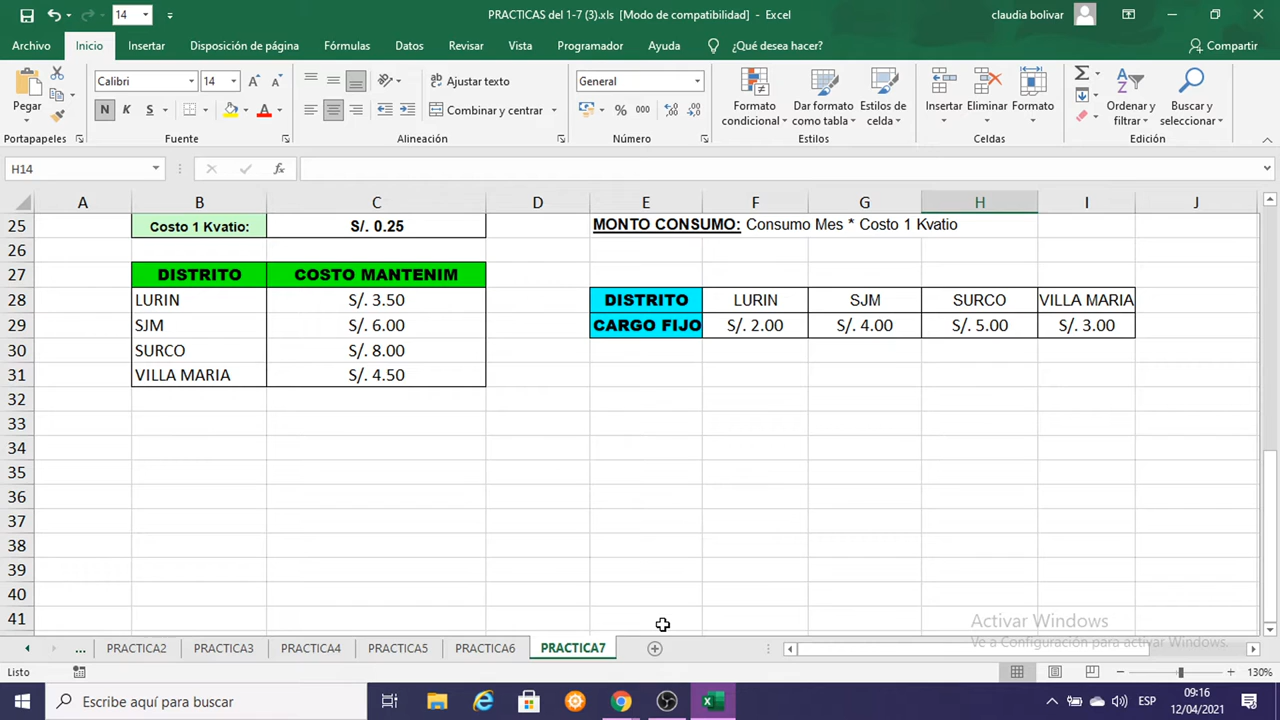 14
PRACTICAS del 1-7 (3).xls [Modo de compatibilidad] - Excel
claudia bolivar
Archivo Inicio Insertar Disposición de página Fórmulas Datos Revisar Vista Programador Ayuda ¿Qué desea hacer? Compartir
Pegar
Calibri 14
N K S
Ajustar texto
Combinar y centrar
General
% 000
Formato condicional
Dar formato como tabla
Estilos de celda
Insertar
Eliminar
Formato
Ordenar y filtrar
Buscar y seleccionar
Portapapeles Fuente Alineación Número Estilos Celdas Edición
H14 fx
A B C D E F G H I J
25 Costo 1 Kvatio: S/. 0.25 MONTO CONSUMO: Consumo Mes * Costo 1 Kvatio
26
27 DISTRITO COSTO MANTENIM
28 LURIN S/. 3.50 DISTRITO LURIN SJM SURCO VILLA MARIA
29 SJM S/. 6.00 CARGO FIJO S/. 2.00 S/. 4.00 S/. 5.00 S/. 3.00
30 SURCO S/. 8.00
31 VILLA MARIA S/. 4.50
32
33
34
35
36
37
38
39
40
41
Activar Windows
Ve a Configuración para activar Windows.
... PRACTICA2 PRACTICA3 PRACTICA4 PRACTICA5 PRACTICA6 PRACTICA7
Listo 130%
Escribe aquí para buscar
ESP
09:16
12/04/2021